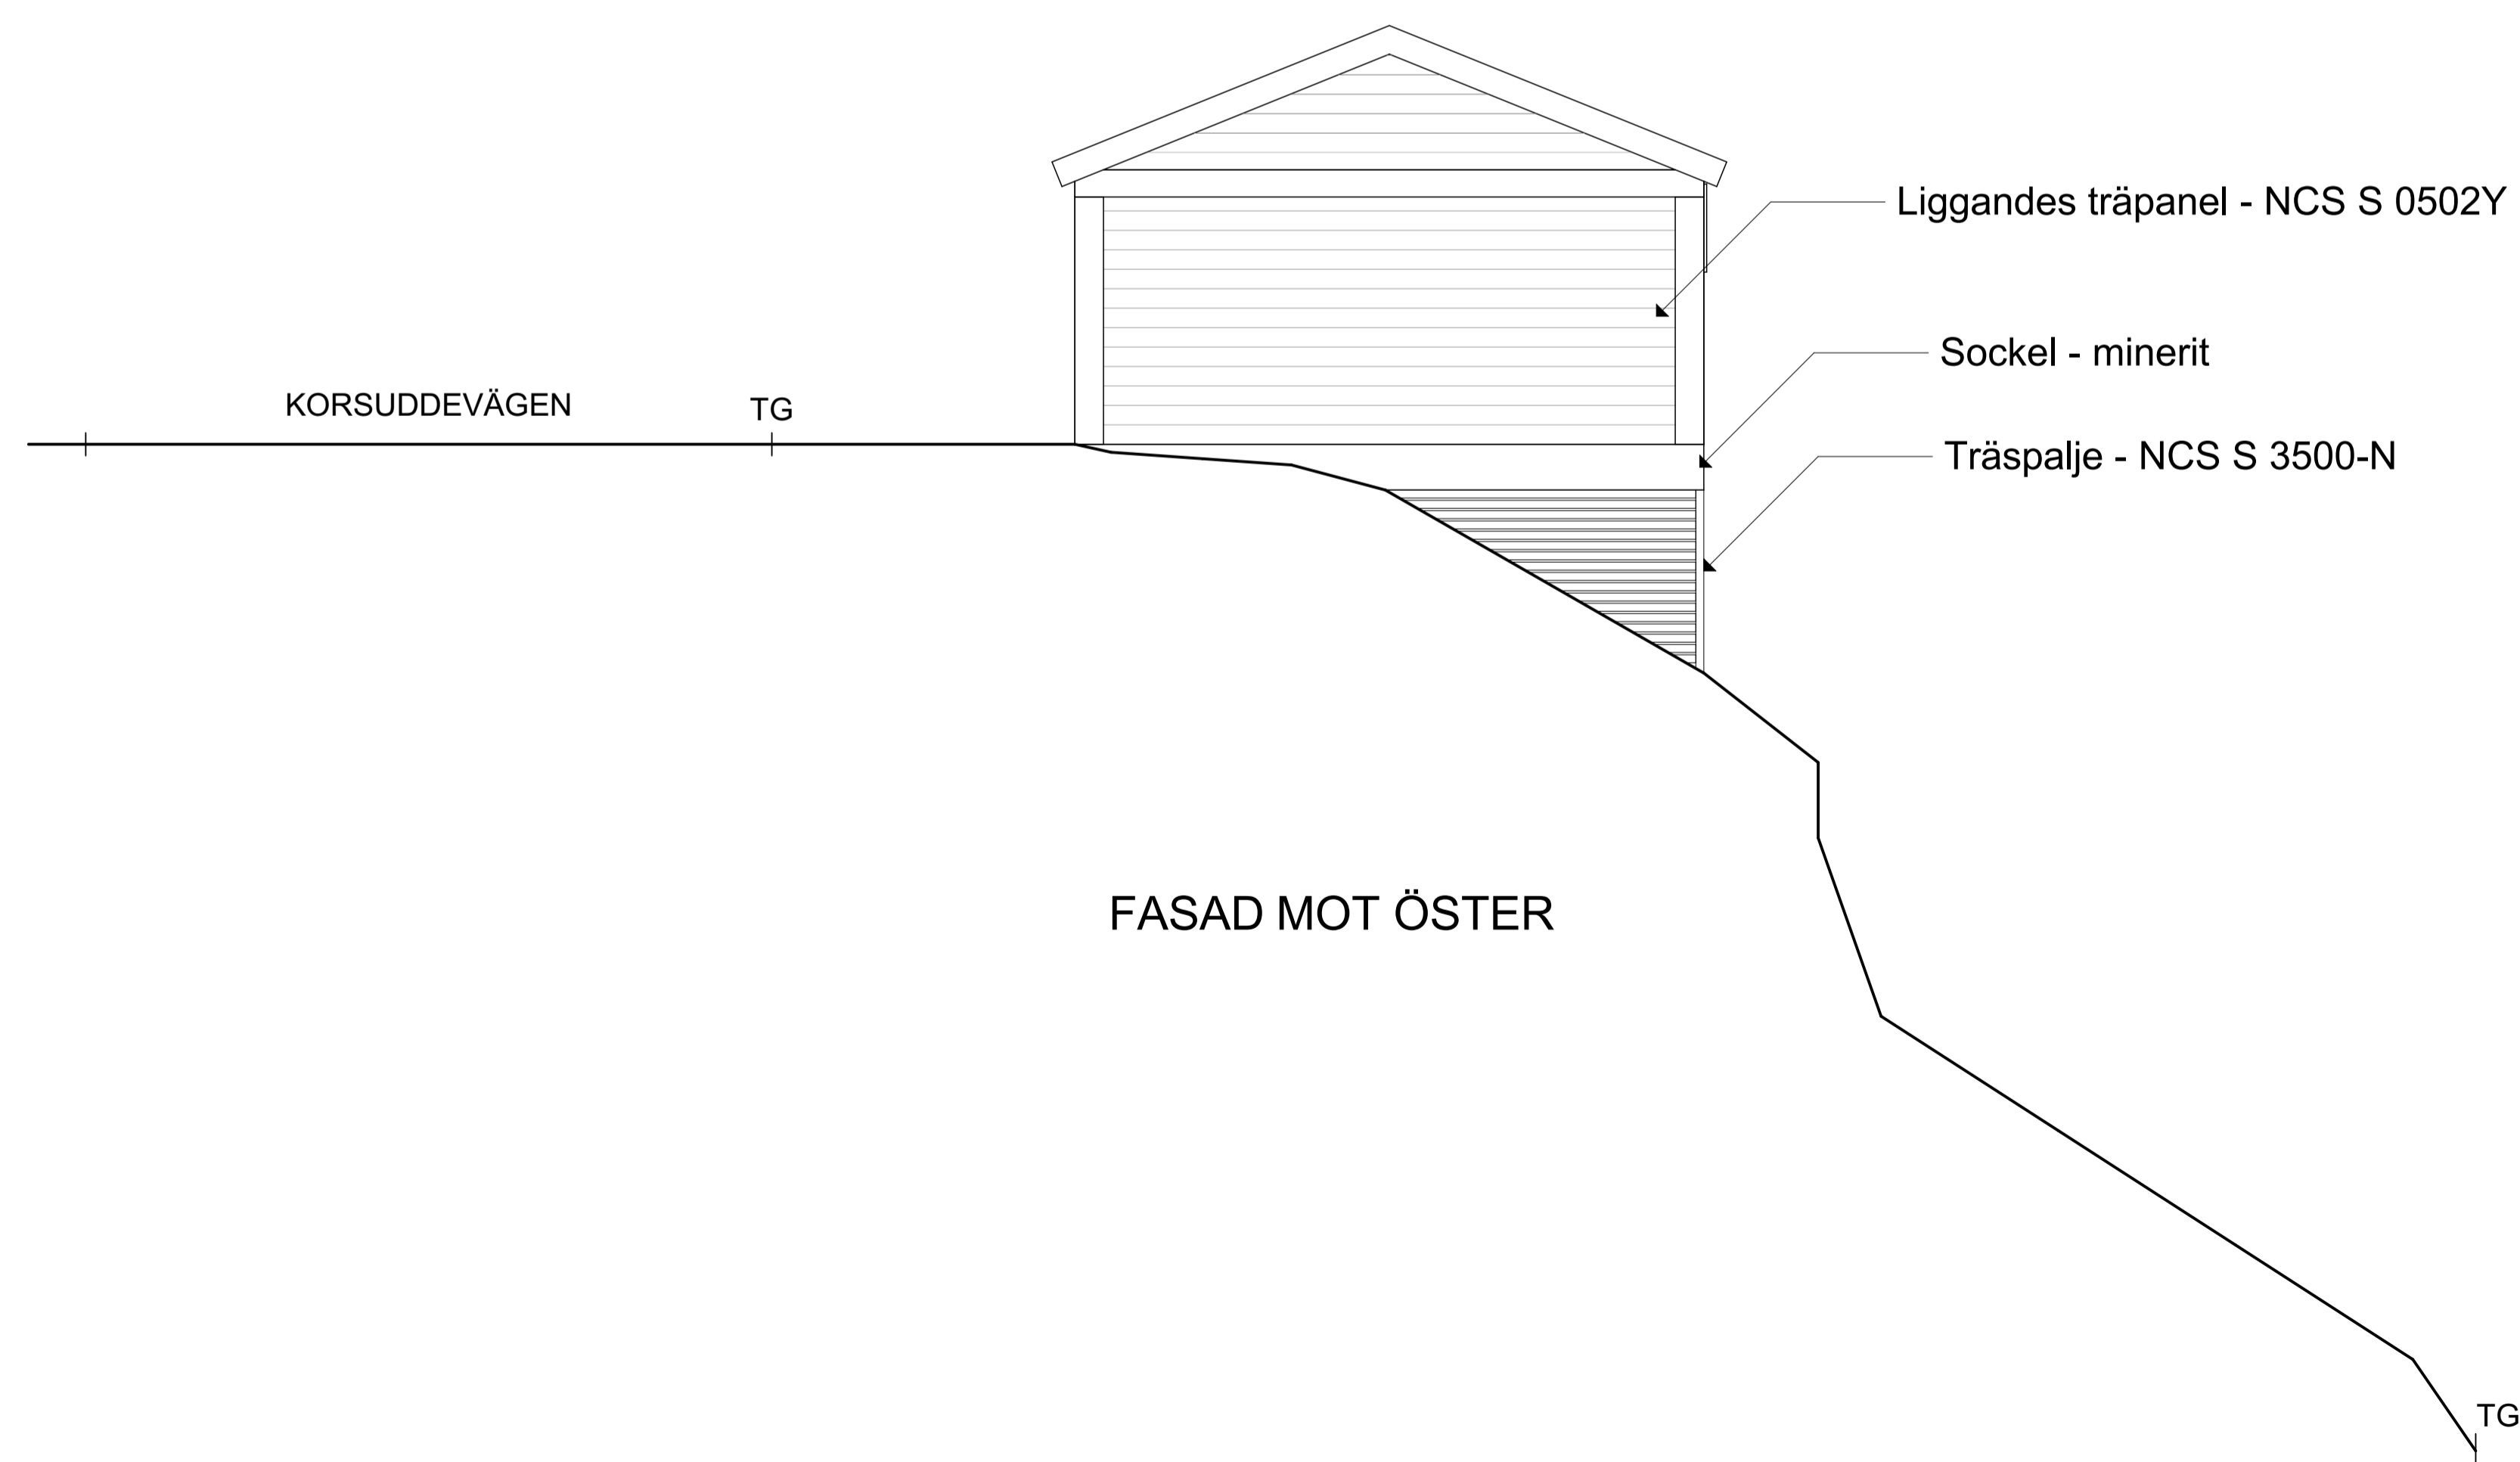 Liggandes träpanel - NCS S 0502Y
Sockel - minerit
KORSUDDEVÄGEN
TG
Träspalje - NCS S 3500-N
FASAD MOT ÖSTER
TG